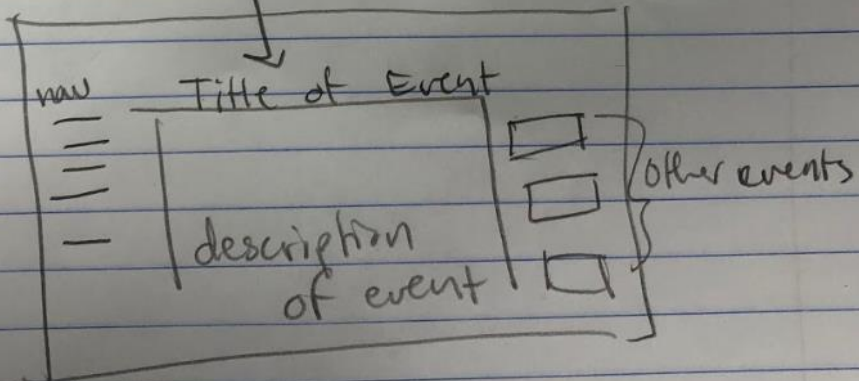 nav
Title of Event
Other events
description
of event